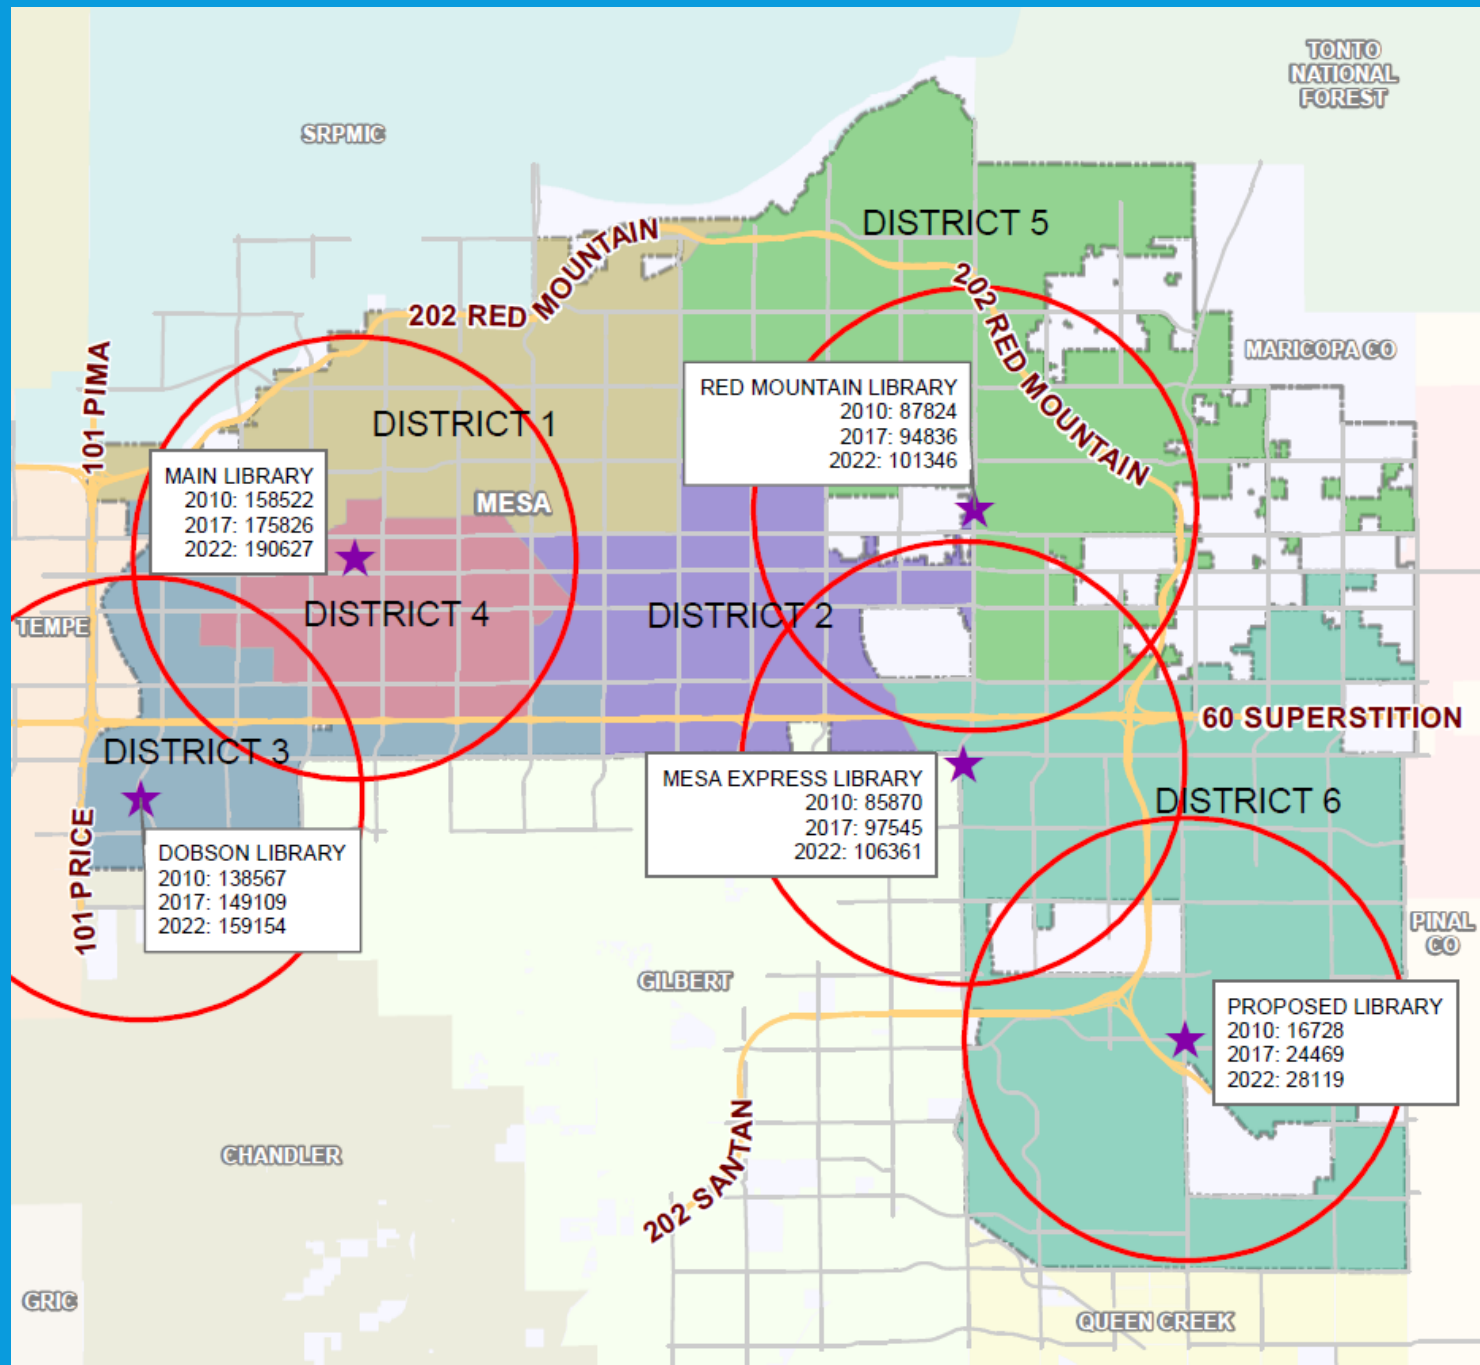 TONTO
NATIONAL
FOREST
SRPMIC
DISTRICT 5
202 RED MOUNTAIN
202 RED MOUNTAIN
101 PIMA
MARICOPA CO
RED MOUNTAIN LIBRARY
2010: 87824
2017: 94836
2022: 101346
DISTRICT 1
MAIN LIBRARY
2010: 158522
2017: 175826
2022: 190627
MESA
DISTRICT 4
DISTRICT 2
TEMPE
60 SUPERSTITION
DISTRICT 3
MESA EXPRESS LIBRARY
2010: 85870
2017: 97545
2022: 106361
DISTRICT 6
101 PRICE
DOBSON LIBRARY
2010: 138567
2017: 149109
2022: 159154
PINAL
CO
GILBERT
PROPOSED LIBRARY
2010: 16728
2017: 24469
2022: 28119
CHANDLER
202 SANTAN
GRIC
QUEEN CREEK